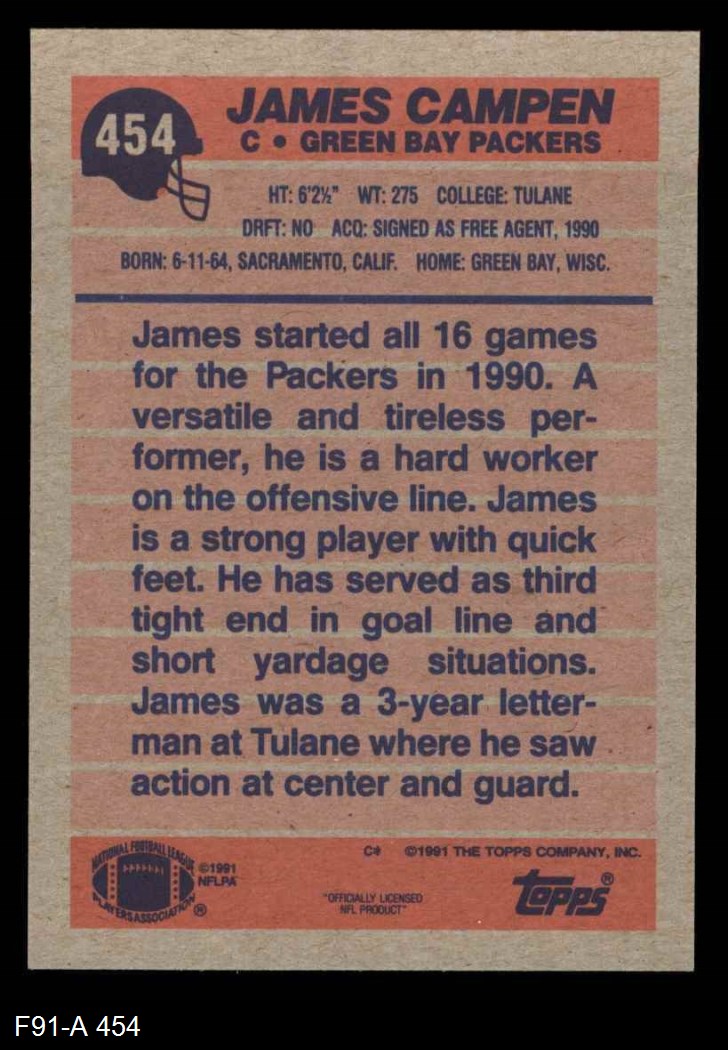 454
JAMES CAMPEN
C • GREEN BAY PACKERS
HT: 6'2½" WT: 275 COLLEGE: TULANE
DRFT: NO ACQ: SIGNED AS FREE AGENT, 1990
BORN: 6-11-64, SACRAMENTO, CALIF. HOME: GREEN BAY, WISC.
James started all 16 games
for the Packers in 1990. A
versatile and tireless per-
former, he is a hard worker
on the offensive line. James
is a strong player with quick
feet. He has served as third
tight end in goal line and
short yardage situations.
James was a 3-year letter-
man at Tulane where he saw
action at center and guard.
NATIONAL FOOTBALL LEAGUE
PLAYERS ASSOCIATION ®
©1991
NFLPA
C* ©1991 THE TOPPS COMPANY, INC.
"OFFICIALLY LICENSED
NFL PRODUCT"
topps®
F91-A 454